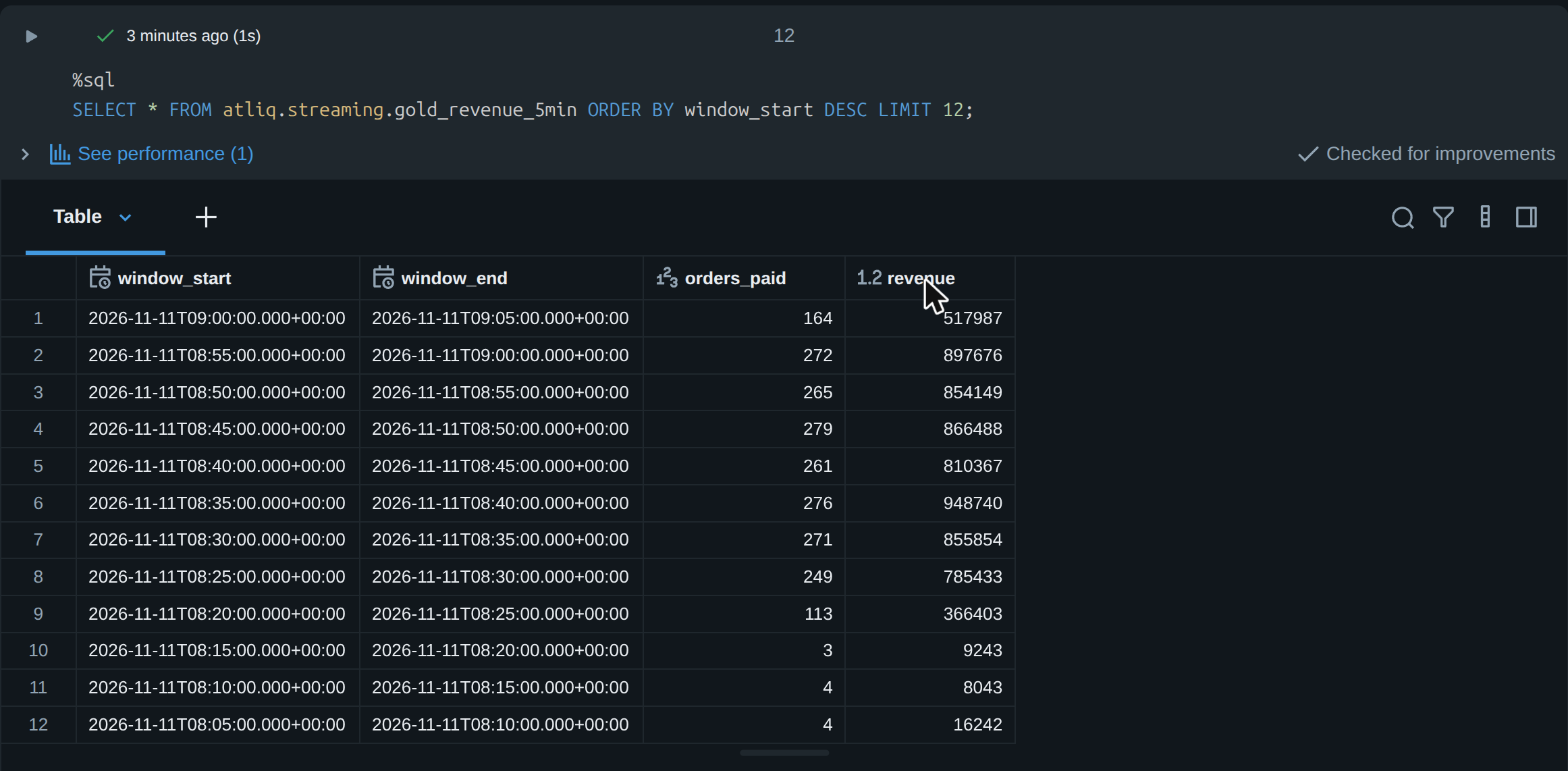 3 minutes ago (1s)
12
%sql
SELECT * FROM atliq.streaming.gold_revenue_5min ORDER BY window_start DESC LIMIT 12;
See performance (1)
Checked for improvements
Table
window_start window_end 123 orders_paid 1.2 revenue
1 2026-11-11T09:00:00.000+00:00 2026-11-11T09:05:00.000+00:00 164 517987
2 2026-11-11T08:55:00.000+00:00 2026-11-11T09:00:00.000+00:00 272 897676
3 2026-11-11T08:50:00.000+00:00 2026-11-11T08:55:00.000+00:00 265 854149
4 2026-11-11T08:45:00.000+00:00 2026-11-11T08:50:00.000+00:00 279 866488
5 2026-11-11T08:40:00.000+00:00 2026-11-11T08:45:00.000+00:00 261 810367
6 2026-11-11T08:35:00.000+00:00 2026-11-11T08:40:00.000+00:00 276 948740
7 2026-11-11T08:30:00.000+00:00 2026-11-11T08:35:00.000+00:00 271 855854
8 2026-11-11T08:25:00.000+00:00 2026-11-11T08:30:00.000+00:00 249 785433
9 2026-11-11T08:20:00.000+00:00 2026-11-11T08:25:00.000+00:00 113 366403
10 2026-11-11T08:15:00.000+00:00 2026-11-11T08:20:00.000+00:00 3 9243
11 2026-11-11T08:10:00.000+00:00 2026-11-11T08:15:00.000+00:00 4 8043
12 2026-11-11T08:05:00.000+00:00 2026-11-11T08:10:00.000+00:00 4 16242